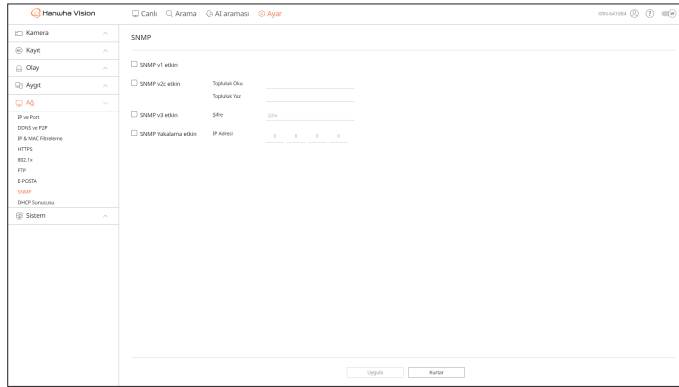 Hanwha Vision
Canlı Arama AI araması Ayar
XRN-6410B4
Kamera
Kayıt
Olay
Aygıt
Ağ
IP ve Port
DDNS ve P2P
IP & MAC Filtreleme
HTTPS
802.1x
FTP
E-POSTA
SNMP
DHCP Sunucusu
Sistem
SNMP
SNMP v1 etkin
SNMP v2c etkin Topluluk Oku
Topluluk Yaz
SNMP v3 etkin Şifre Şifre
SNMP Yakalama etkin IP Adresi 0 0 0 0
Uygula Kurtar